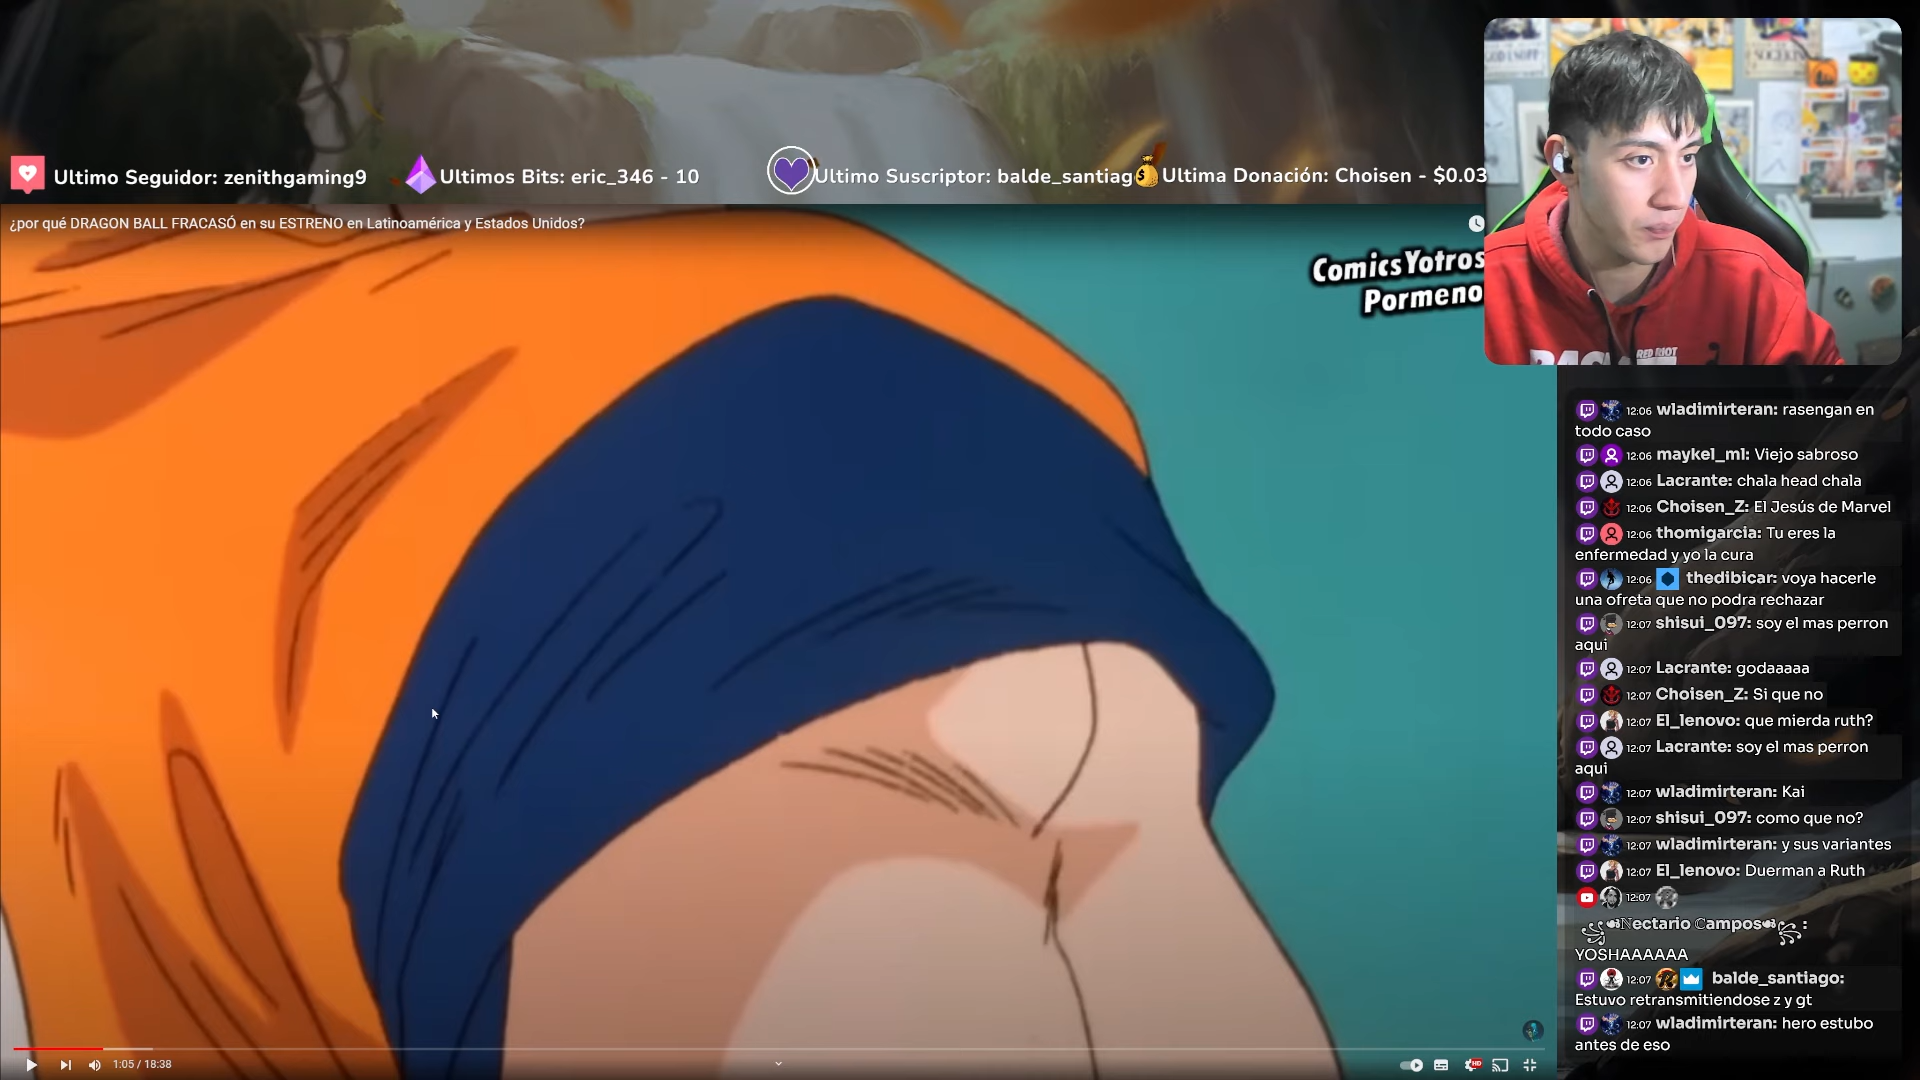 Ultimo Seguidor: zenithgaming9
Ultimos Bits: eric_346 - 10
Ultimo Suscriptor: balde_santiag
Ultima Donación: Choisen - $0.03
¿por qué DRAGON BALL FRACASÓ en su ESTRENO en Latinoamérica y Estados Unidos?
ComicsYotros
Pormeno
RED RIOT
12:06 wladimirteran: rasengan en
todo caso
12:06 maykel_ml: Viejo sabroso
12:06 Lacrante: chala head chala
12:06 Choisen_Z: El Jesús de Marvel
12:06 thomigarcia: Tu eres la
enfermedad y yo la cura
12:06 thedibicar: voya hacerle
una ofreta que no podra rechazar
12:07 shisui_097: soy el mas perron
aqui
12:07 Lacrante: godaaaaa
12:07 Choisen_Z: Si que no
12:07 El_lenovo: que mierda ruth?
12:07 Lacrante: soy el mas perron
aqui
12:07 wladimirteran: Kai
12:07 shisui_097: como que no?
12:07 wladimirteran: y sus variantes
12:07 El_lenovo: Duerman a Ruth
12:07
ℕectario ℂampos:
YOSHAAAAAA
12:07 balde_santiago:
Estuvo retransmitiendose z y gt
12:07 wladimirteran: hero estubo
antes de eso
1:05 / 18:38
HD